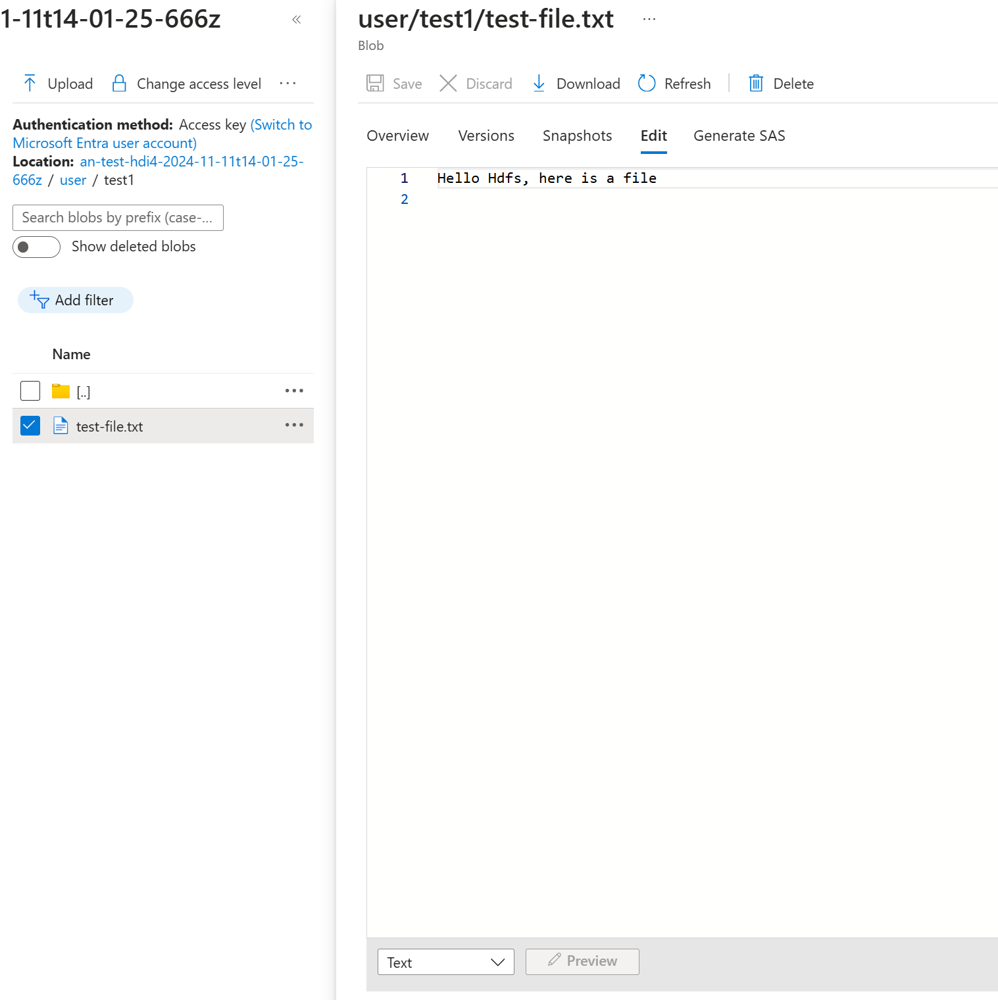 1-11t14-01-25-666z
«
Upload
Change access level
···
Authentication method: Access key (Switch to
Microsoft Entra user account)
Location: an-test-hdi4-2024-11-11t14-01-25-
666z / user / test1
Search blobs by prefix (case-...
Show deleted blobs
Add filter
Name
[..]
test-file.txt
user/test1/test-file.txt
···
Blob
Save
Discard
Download
Refresh
Delete
Overview
Versions
Snapshots
Edit
Generate SAS
1 Hello Hdfs, here is a file
2
Text
Preview